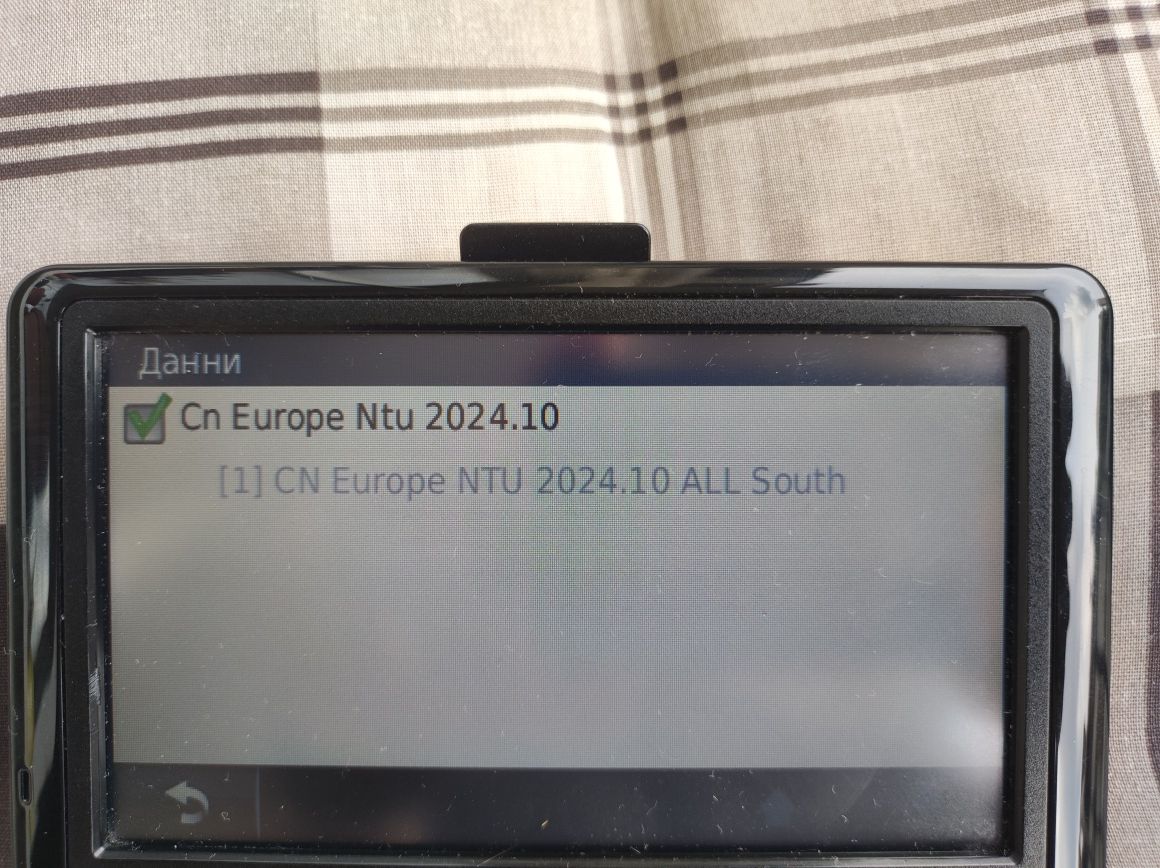 Данни
Cn Europe Ntu 2024.10
[1] CN Europe NTU 2024.10 ALL South